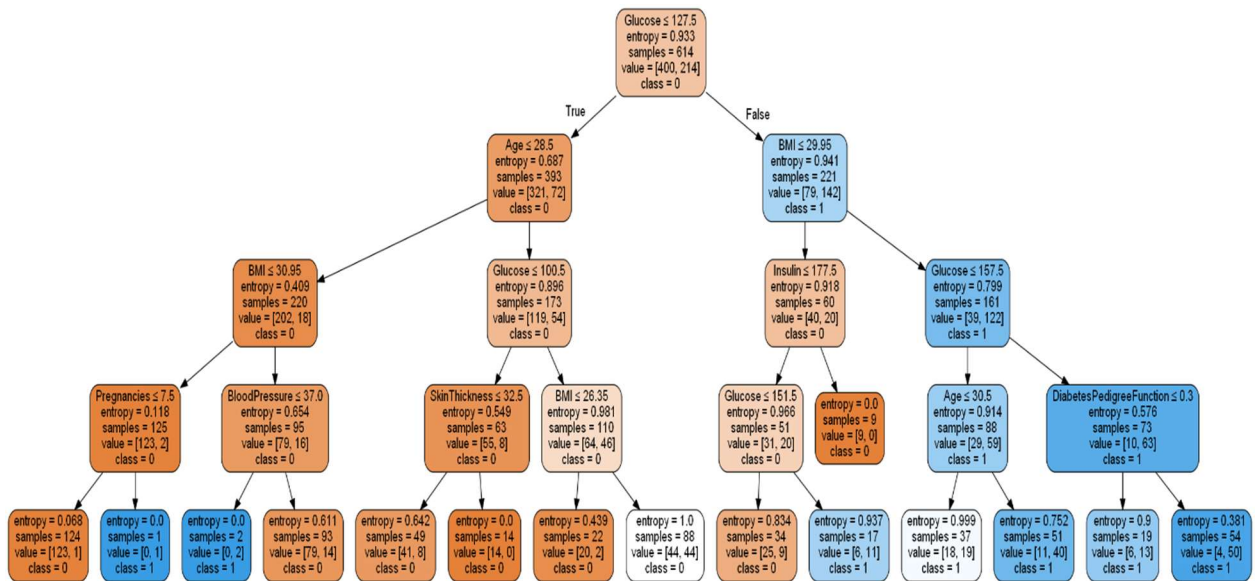 Glucose ≤ 127.5
entropy = 0.933
samples = 614
value = [400, 214]
class = 0
True
False
Age ≤ 28.5
entropy = 0.687
samples = 393
value = [321, 72]
class = 0
BMI ≤ 29.95
entropy = 0.941
samples = 221
value = [79, 142]
class = 1
BMI ≤ 30.95
entropy = 0.409
samples = 220
value = [202, 18]
class = 0
Glucose ≤ 100.5
entropy = 0.896
samples = 173
value = [119, 54]
class = 0
Insulin ≤ 177.5
entropy = 0.918
samples = 60
value = [40, 20]
class = 0
Glucose ≤ 157.5
entropy = 0.799
samples = 161
value = [39, 122]
class = 1
Pregnancies ≤ 7.5
entropy = 0.118
samples = 125
value = [123, 2]
class = 0
BloodPressure ≤ 37.0
entropy = 0.654
samples = 95
value = [79, 16]
class = 0
SkinThickness ≤ 32.5
entropy = 0.549
samples = 63
value = [55, 8]
class = 0
BMI ≤ 26.35
entropy = 0.981
samples = 110
value = [64, 46]
class = 0
Glucose ≤ 151.5
entropy = 0.966
samples = 51
value = [31, 20]
class = 0
entropy = 0.0
samples = 9
value = [9, 0]
class = 0
Age ≤ 30.5
entropy = 0.914
samples = 88
value = [29, 59]
class = 1
DiabetesPedigreeFunction ≤ 0.3
entropy = 0.576
samples = 73
value = [10, 63]
class = 1
entropy = 0.068
samples = 124
value = [123, 1]
class = 0
entropy = 0.0
samples = 1
value = [0, 1]
class = 1
entropy = 0.0
samples = 2
value = [0, 2]
class = 1
entropy = 0.611
samples = 93
value = [79, 14]
class = 0
entropy = 0.642
samples = 49
value = [41, 8]
class = 0
entropy = 0.0
samples = 14
value = [14, 0]
class = 0
entropy = 0.439
samples = 22
value = [20, 2]
class = 0
entropy = 1.0
samples = 88
value = [44, 44]
class = 0
entropy = 0.834
samples = 34
value = [25, 9]
class = 0
entropy = 0.937
samples = 17
value = [6, 11]
class = 1
entropy = 0.999
samples = 37
value = [18, 19]
class = 1
entropy = 0.752
samples = 51
value = [11, 40]
class = 1
entropy = 0.9
samples = 19
value = [6, 13]
class = 1
entropy = 0.381
samples = 54
value = [4, 50]
class = 1